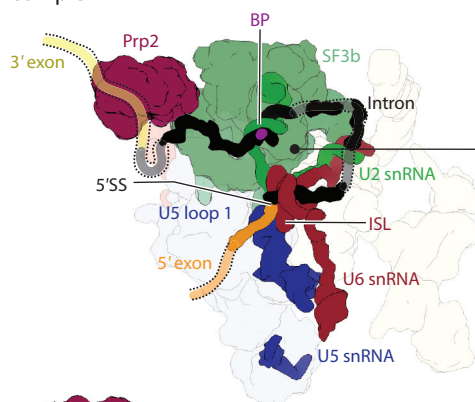 BP
Prp2
SF3b
3′ exon
Intron
5′SS
U2 snRNA
U5 loop 1
ISL
5′ exon
U6 snRNA
U5 snRNA